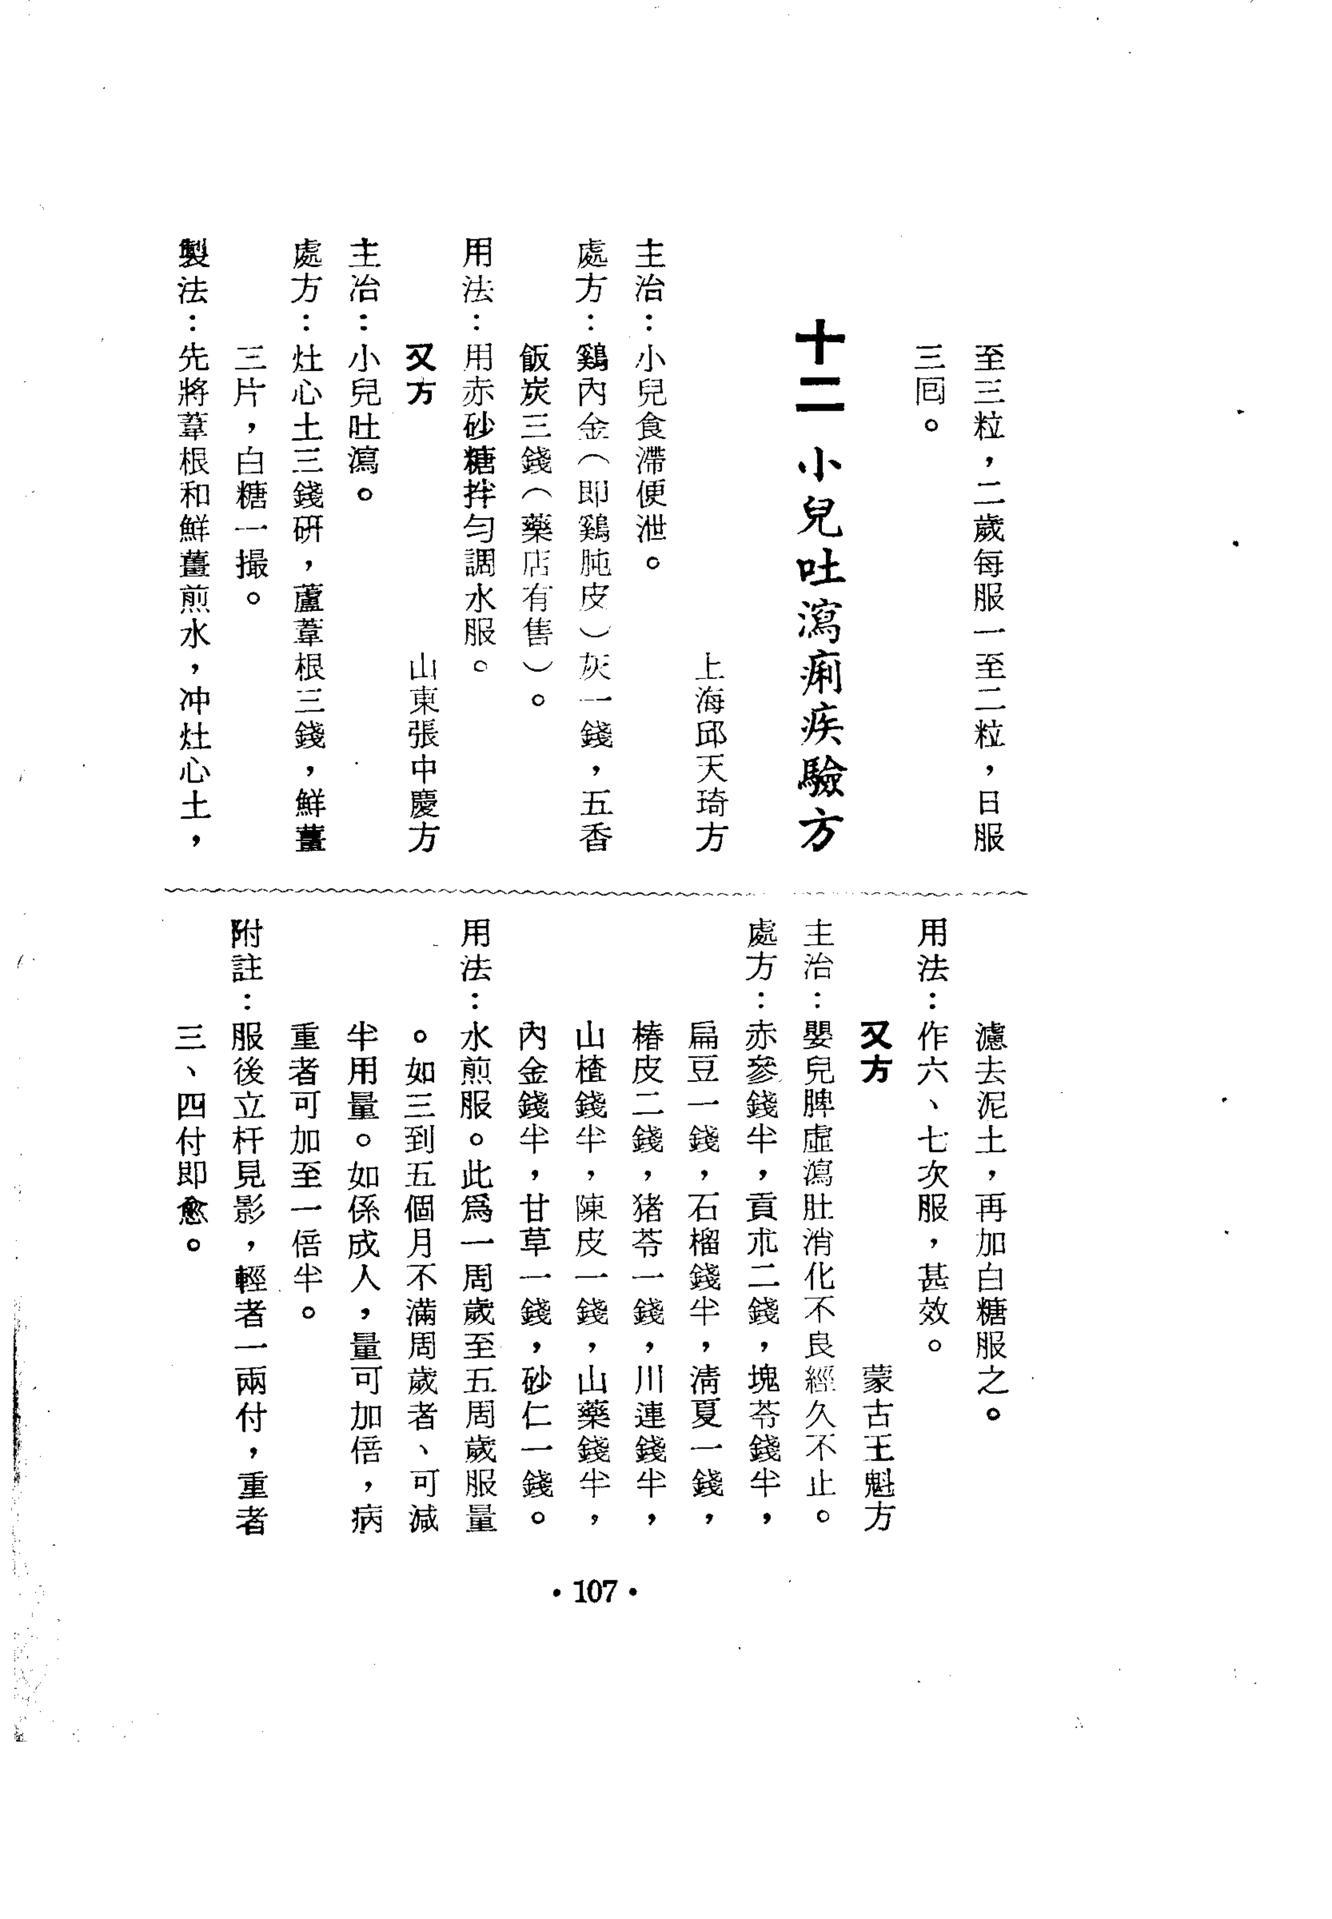 至三粒，二歲每服一至二粒，日服
三囘。
十二 小兒吐瀉痢疾驗方
上海邱天琦方
主治：小兒食滯便泄。
處方：鷄內金（即鷄肫皮）灰一錢，五香
飯炭三錢（藥店有售）。
用法：用赤砂糖拌勻調水服。
又方 山東張中慶方
主治：小兒吐瀉。
處方：灶心土三錢研，蘆葦根三錢，鮮薑
三片，白糖一撮。
製法：先將葦根和鮮薑煎水，冲灶心土，
濾去泥土，再加白糖服之。
用法：作六、七次服，甚效。
又方 蒙古王魁方
主治：嬰兒脾虛瀉肚消化不良經久不止。
處方：赤參錢半，貢朮二錢，塊苓錢半，
扁豆一錢，石榴錢半，淸夏一錢，
椿皮二錢，猪苓一錢，川連錢半，
山楂錢半，陳皮一錢，山藥錢半，
內金錢半，甘草一錢，砂仁一錢。
用法：水煎服。此爲一周歲至五周歲服量
。如三到五個月不滿周歲者、可減
半用量。如係成人，量可加倍，病
重者可加至一倍半。
附註：服後立杆見影，輕者一兩付，重者
三、四付即愈。
• 107 •